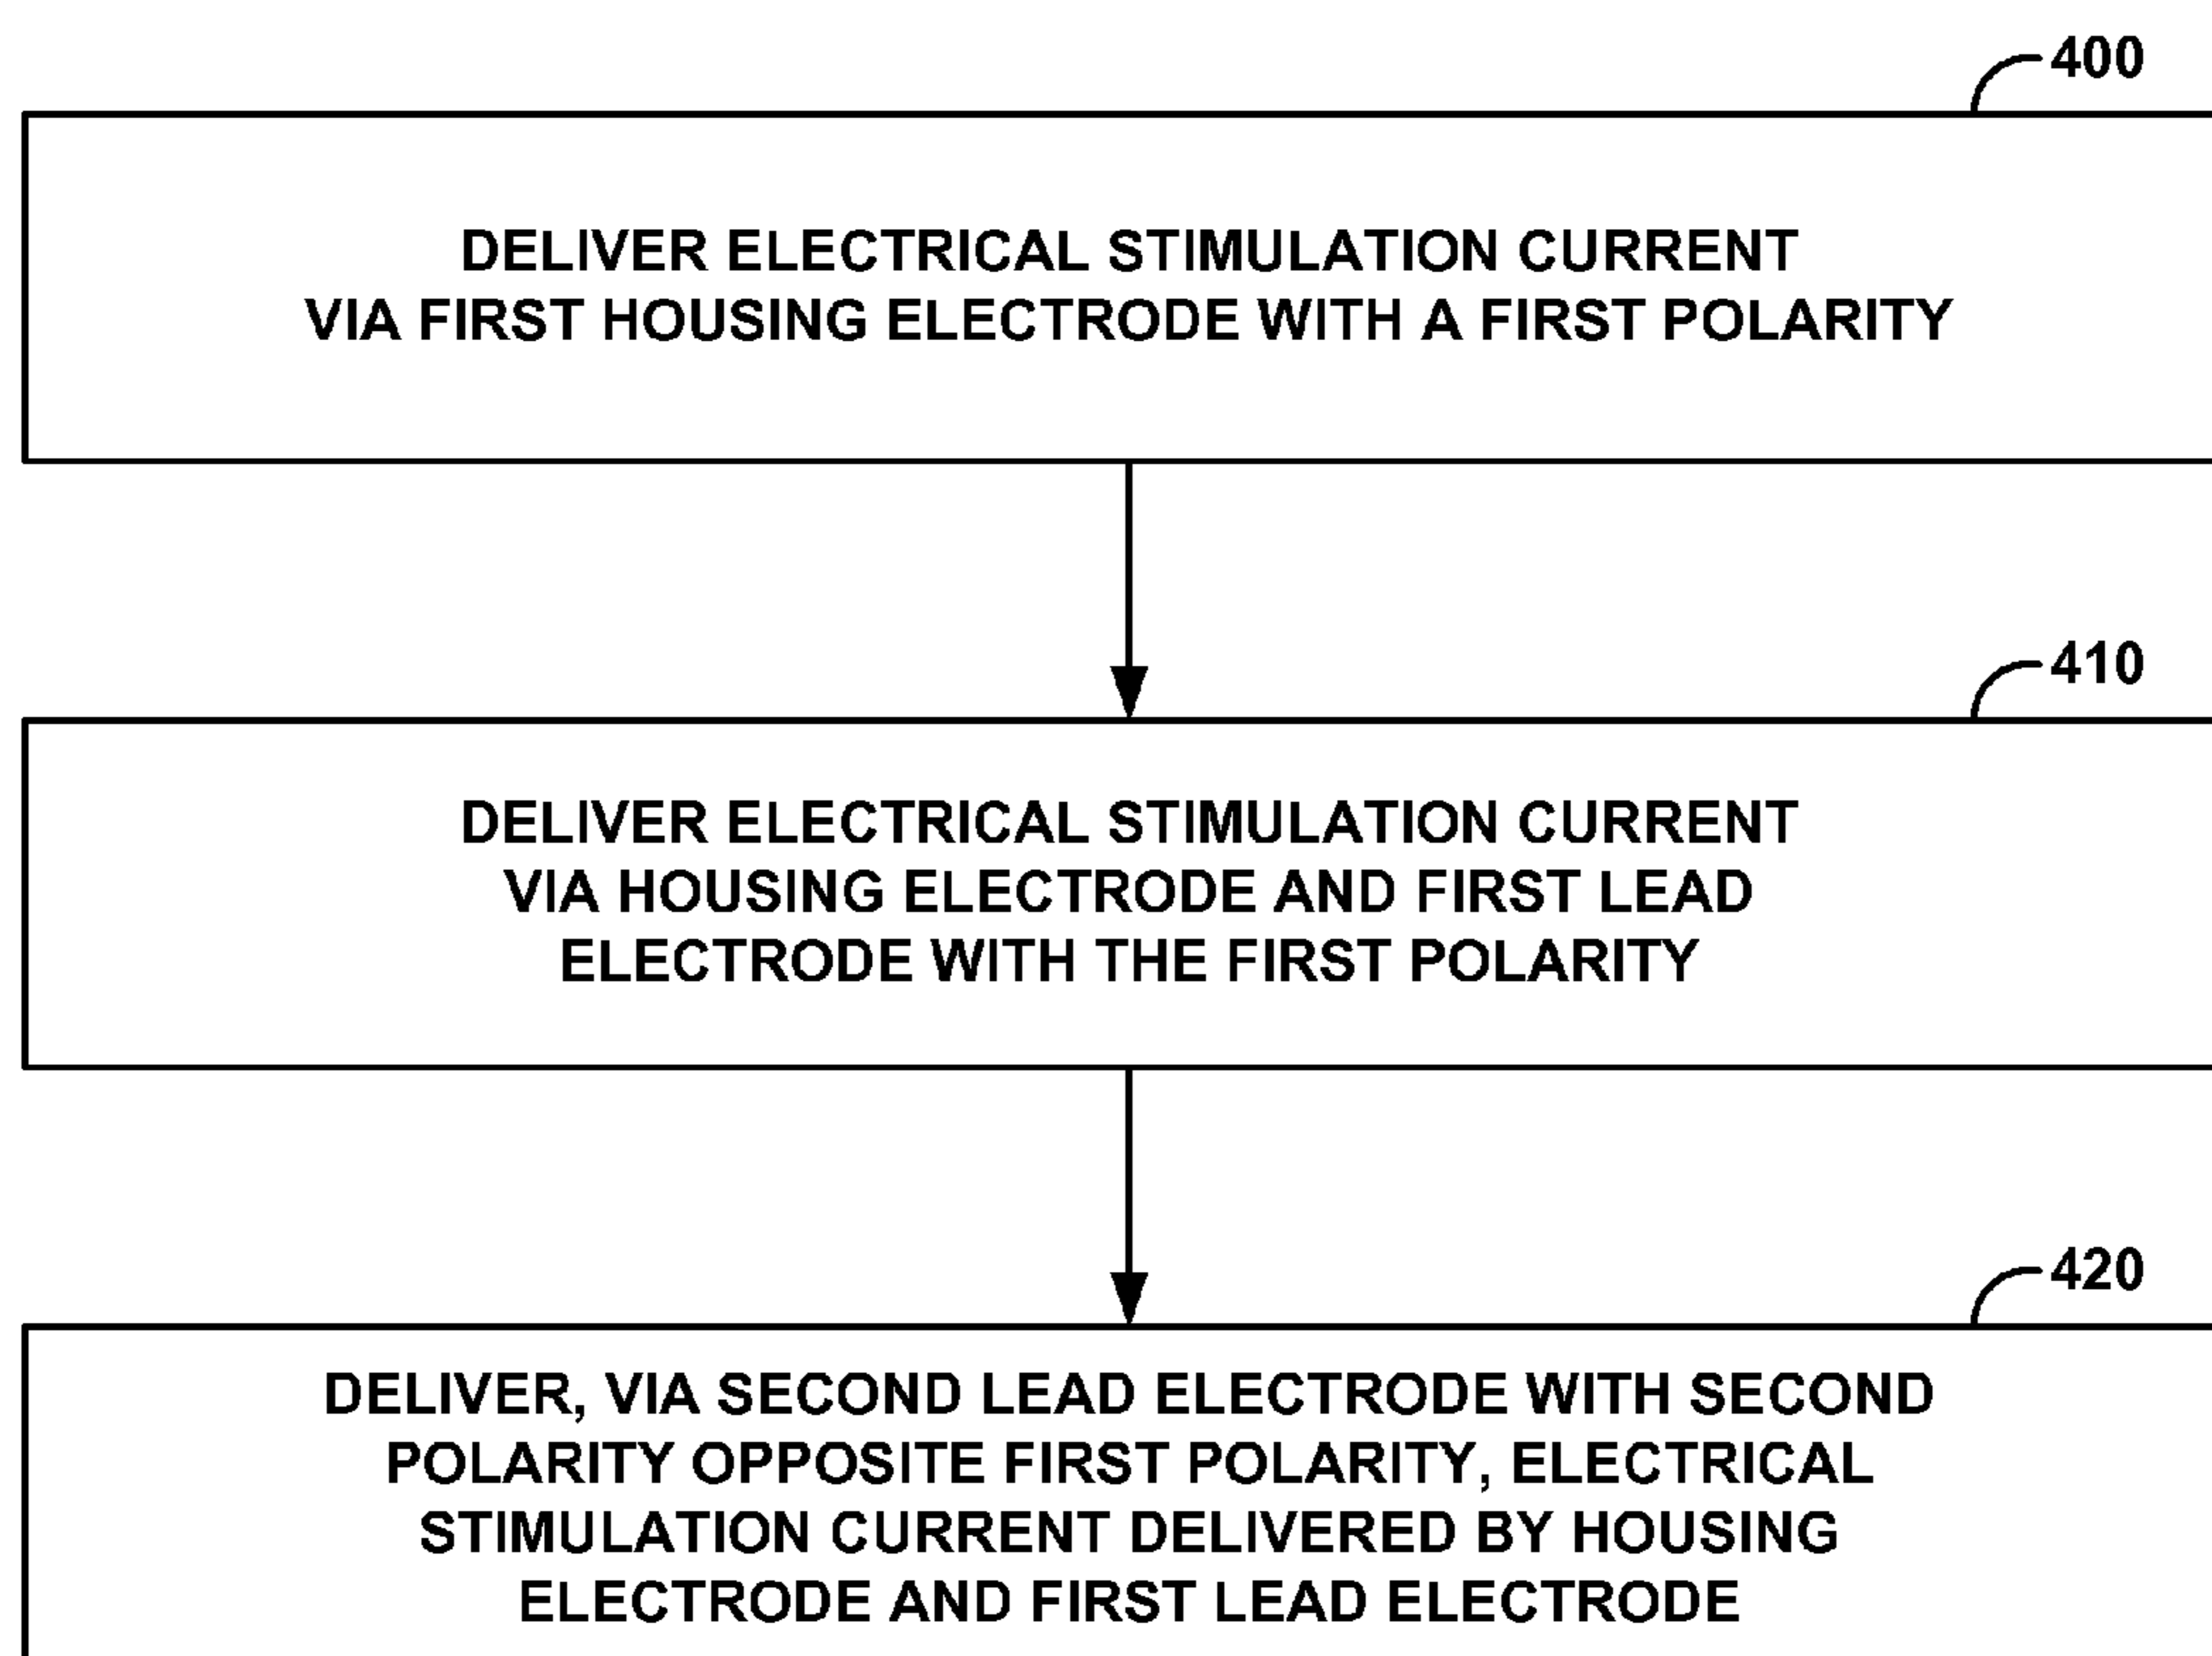 400
DELIVER ELECTRICAL STIMULATION CURRENT
VIA FIRST HOUSING ELECTRODE WITH A FIRST POLARITY
410
DELIVER ELECTRICAL STIMULATION CURRENT
VIA HOUSING ELECTRODE AND FIRST LEAD
ELECTRODE WITH THE FIRST POLARITY
420
DELIVER, VIA SECOND LEAD ELECTRODE WITH SECOND
POLARITY OPPOSITE FIRST POLARITY, ELECTRICAL
STIMULATION CURRENT DELIVERED BY HOUSING
ELECTRODE AND FIRST LEAD ELECTRODE